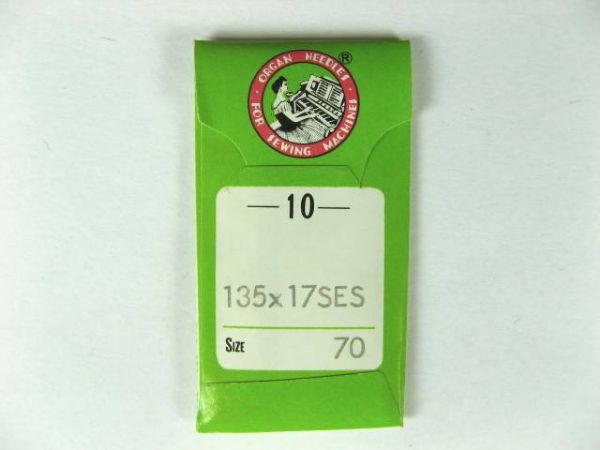 ORGAN NEEDLES
®
FOR SEWING MACHINES
—10—
135x17SES
SIZE 70